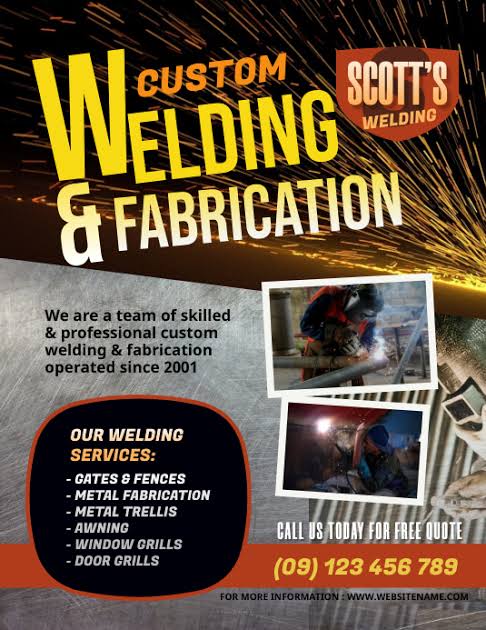 CUSTOM
WELDING
& FABRICATION
SCOTT'S
WELDING
We are a team of skilled
& professional custom
welding & fabrication
operated since 2001
OUR WELDING
SERVICES:
- GATES & FENCES
- METAL FABRICATION
- METAL TRELLIS
- AWNING
- WINDOW GRILLS
- DOOR GRILLS
CALL US TODAY FOR FREE QUOTE
(09) 123 456 789
FOR MORE INFORMATION : WWW.WEBSITENAME.COM